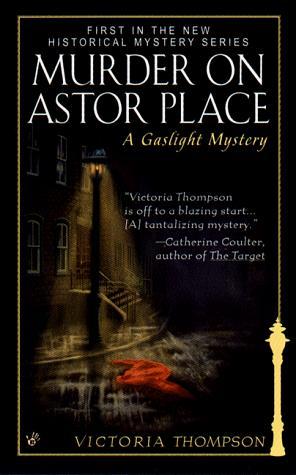 FIRST IN THE NEW
HISTORICAL MYSTERY SERIES
MURDER ON
ASTOR PLACE
A Gaslight Mystery
"Victoria Thompson
is off to a blazing start...
[A] tantalizing mystery."
—Catherine Coulter,
author of The Target
VICTORIA THOMPSON